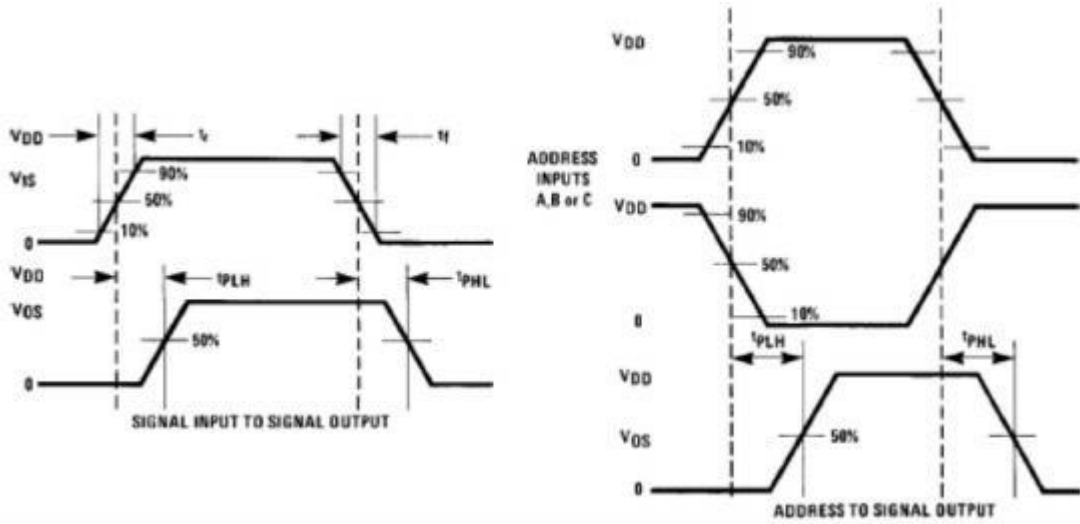 VDD
tr
tf
VIS
90%
50%
10%
0
VDD
tPLH
tPHL
VOS
50%
0
SIGNAL INPUT TO SIGNAL OUTPUT
VDD
90%
50%
10%
0
ADDRESS
INPUTS
A,B or C
VDD
90%
50%
10%
0
tPLH
tPHL
VDD
VOS
50%
0
ADDRESS TO SIGNAL OUTPUT